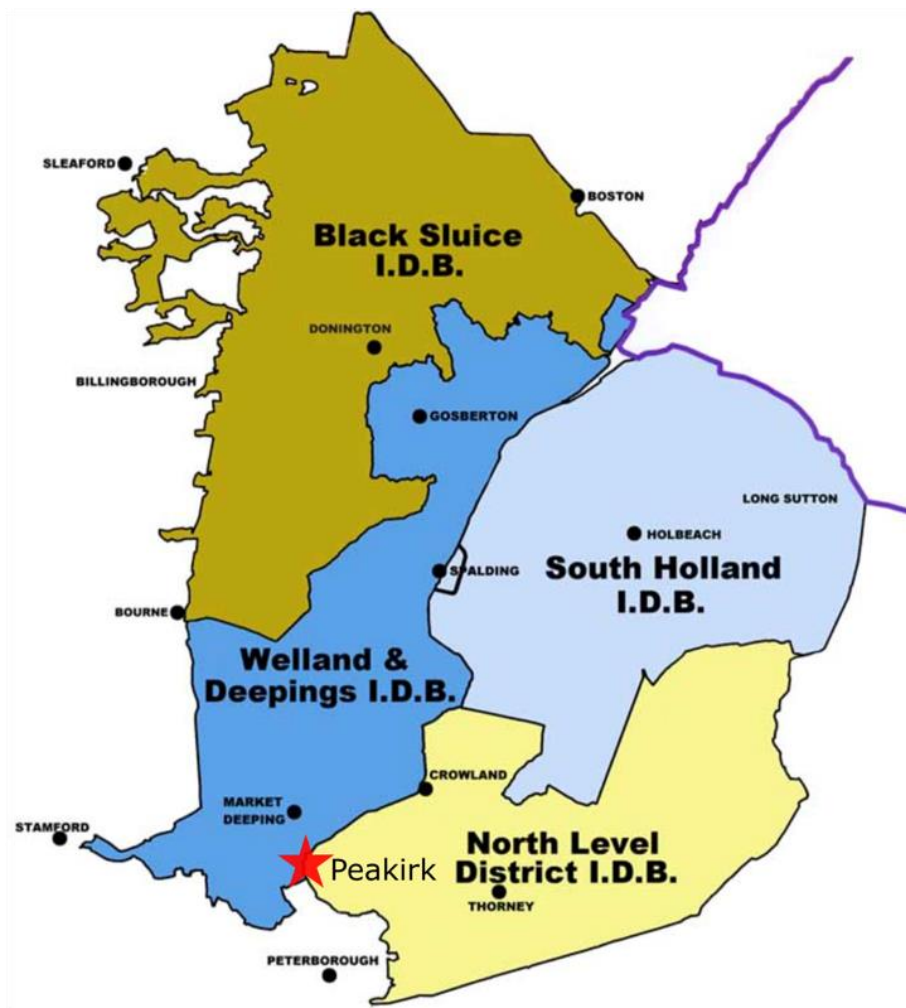 SLEAFORD
BOSTON
Black Sluice
I.D.B.
DONINGTON
BILLINGBOROUGH
GOSBERTON
LONG SUTTON
HOLBEACH
SPALDING
South Holland
I.D.B.
BOURNE
Welland &
Deepings I.D.B.
CROWLAND
MARKET
DEEPING
STAMFORD
North Level
District I.D.B.
Peakirk
THORNEY
PETERBOROUGH